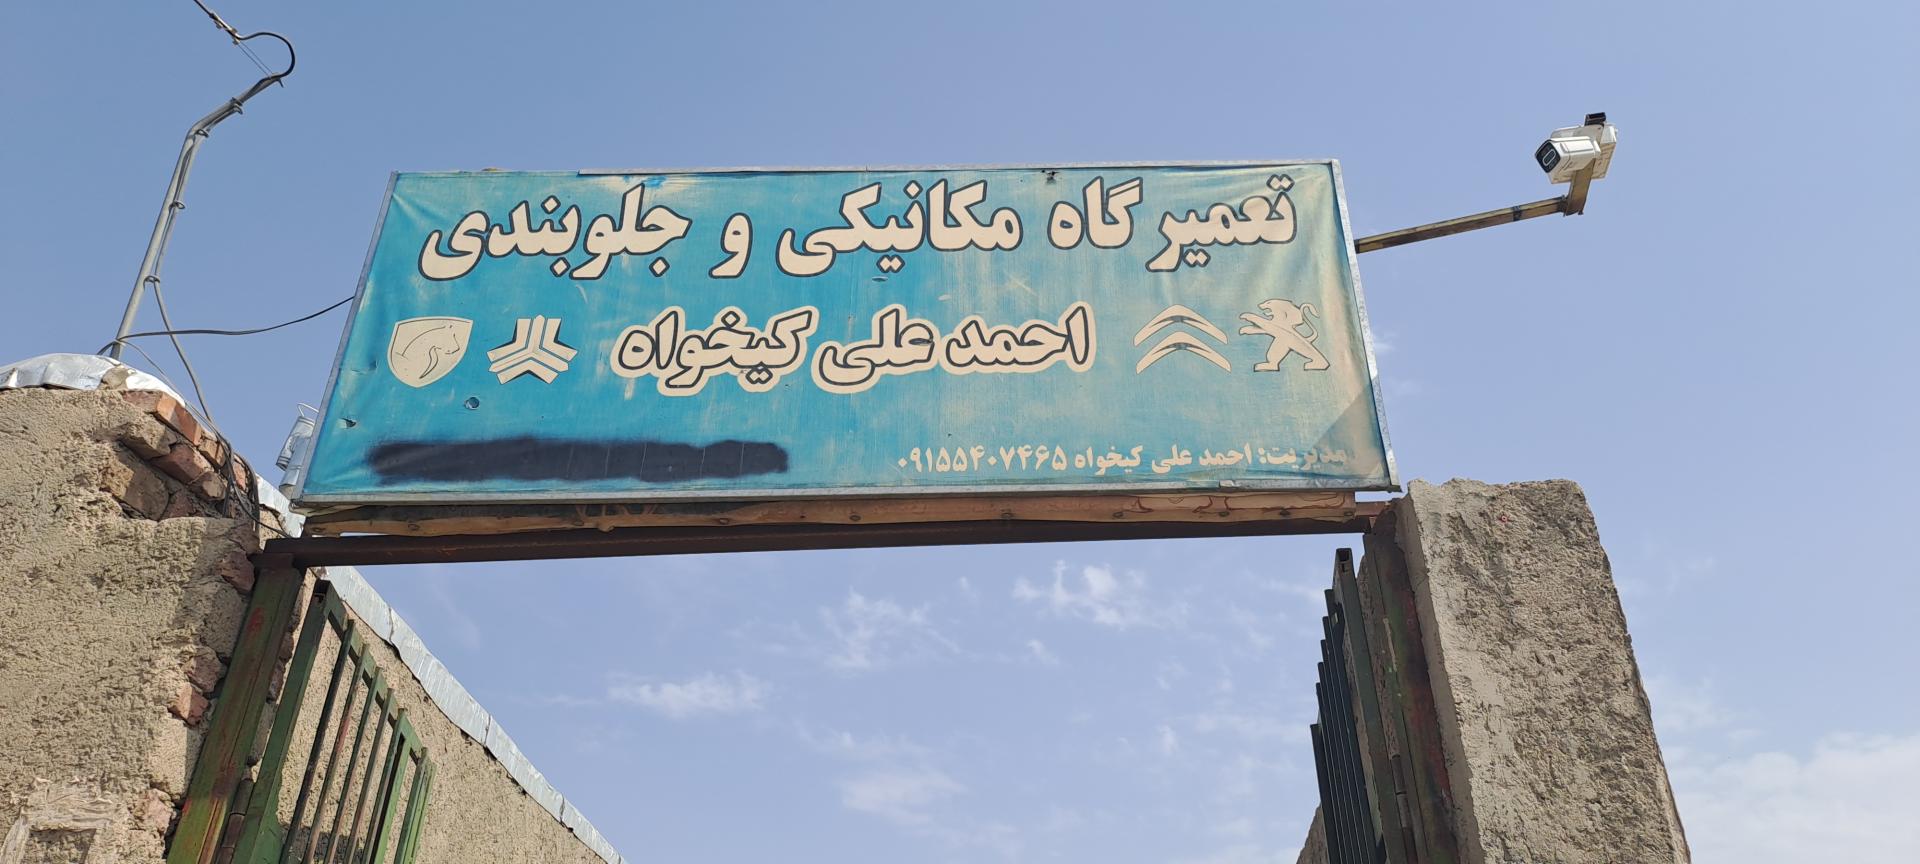 تعمیرگاه مکانیکی و جلوبندی
احمد علی کیخواه
مدیریت: احمد علی کیخواه ۰۹۱۵۵۴۰۷۴۶۵